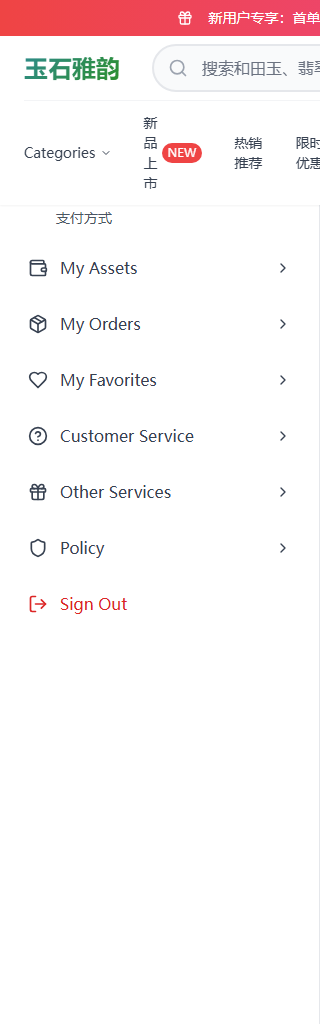 新用户专享：首单
玉石雅韵
搜索和田玉、翡
Categories
新
品
上
市
NEW
热销
推荐
限时
优惠
支付方式
My Assets
My Orders
My Favorites
Customer Service
Other Services
Policy
Sign Out